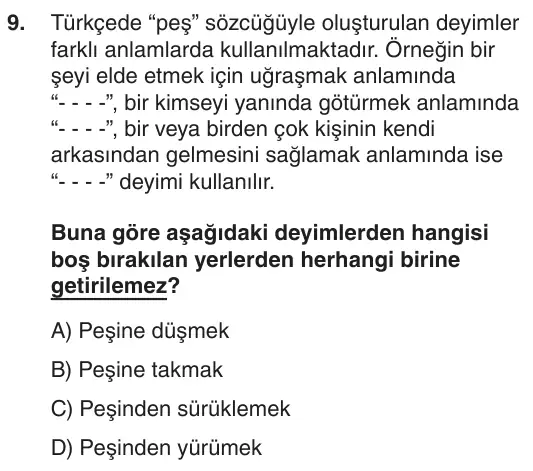 9. Türkçede “peş” sözcüğüyle oluşturulan deyimler
farklı anlamlarda kullanılmaktadır. Örneğin bir
şeyi elde etmek için uğraşmak anlamında
“- - - -”, bir kimseyi yanında götürmek anlamında
“- - - -”, bir veya birden çok kişinin kendi
arkasından gelmesini sağlamak anlamında ise
“- - - -” deyimi kullanılır.
Buna göre aşağıdaki deyimlerden hangisi
boş bırakılan yerlerden herhangi birine
getirilemez?
A) Peşine düşmek
B) Peşine takmak
C) Peşinden sürüklemek
D) Peşinden yürümek